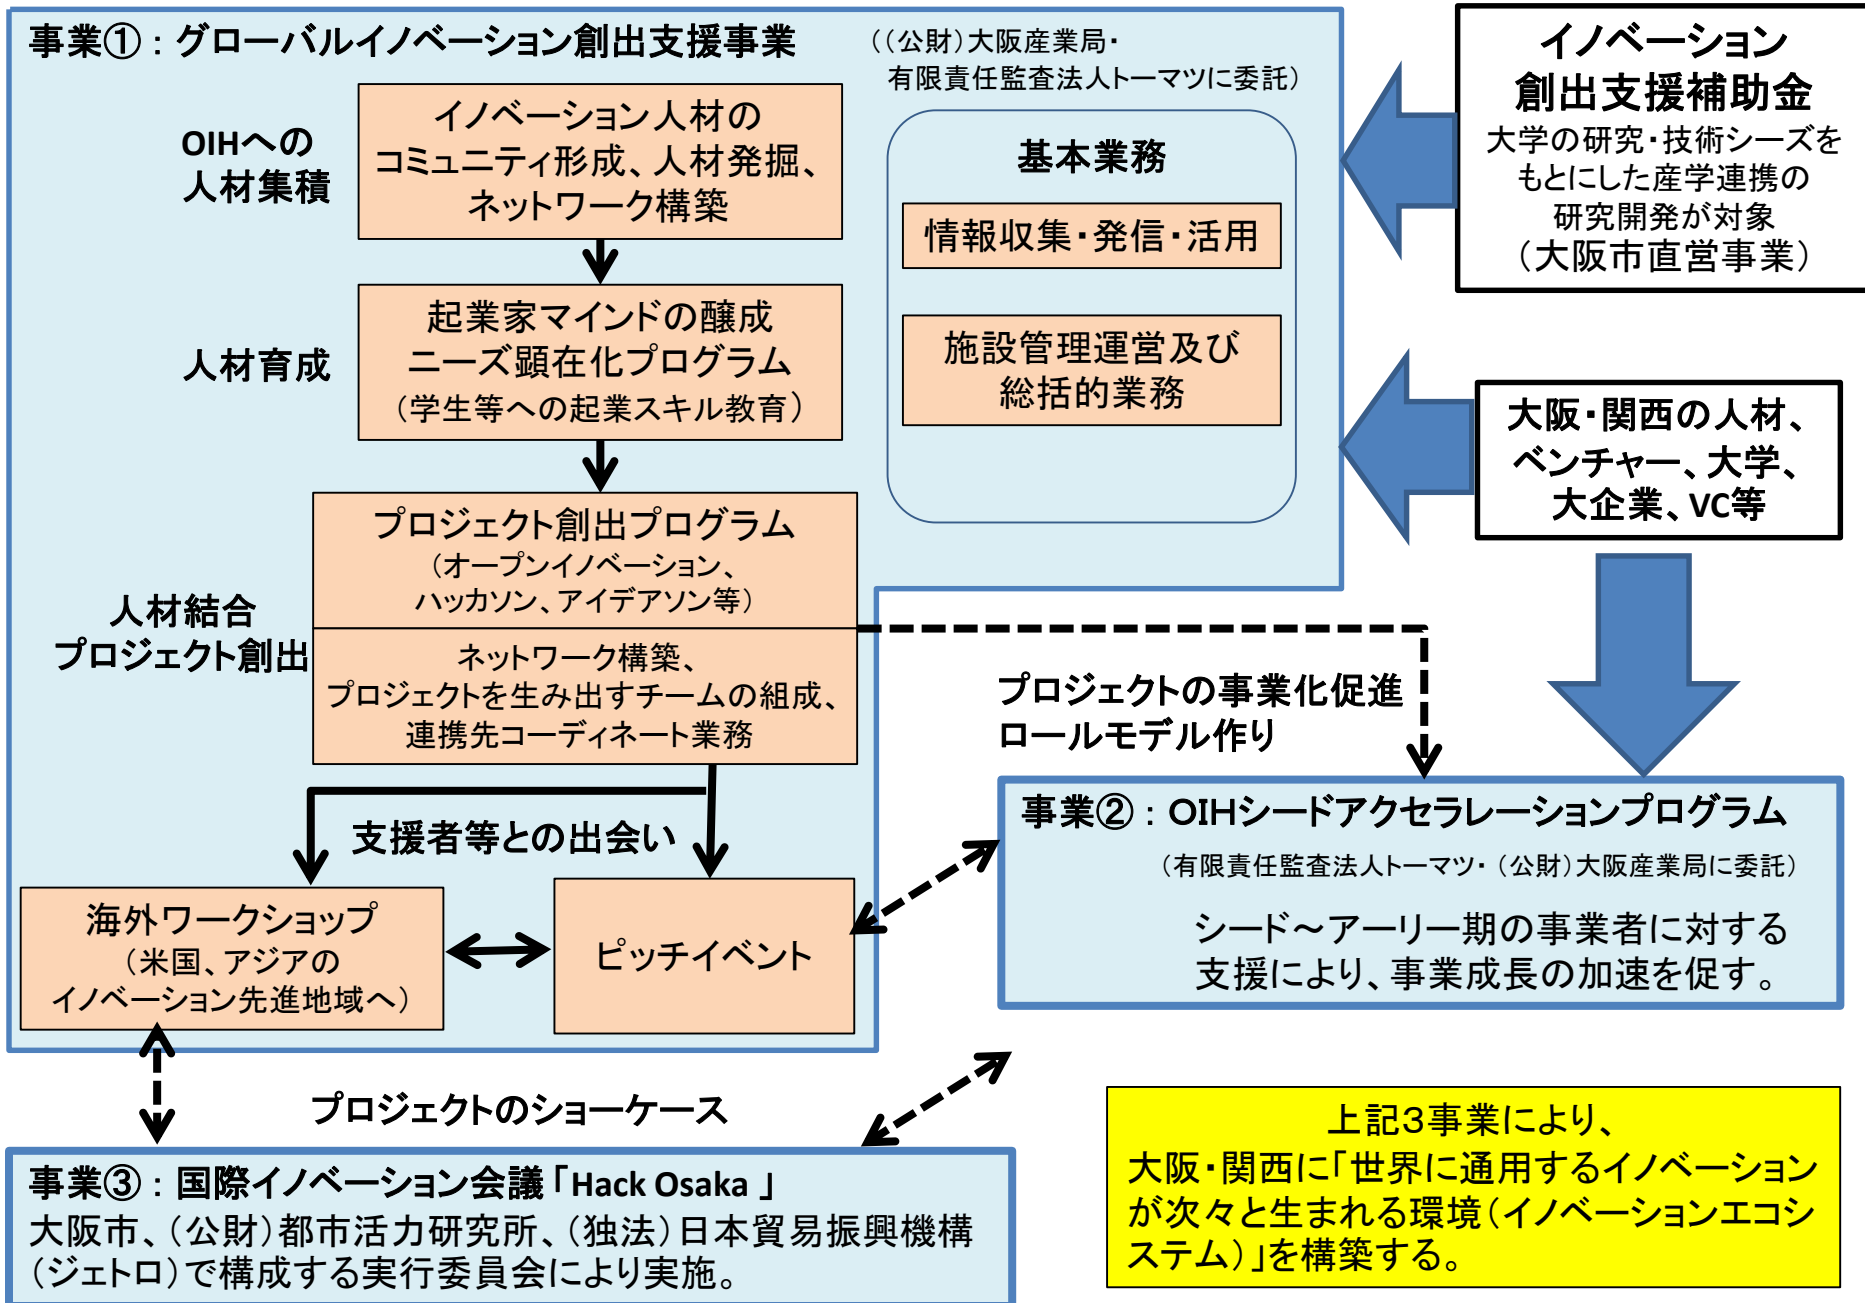 事業①：グローバルイノベーション創出支援事業
（（公財）大阪産業局・
有限責任監査法人トーマツに委託）
OIHへの
人材集積
イノベーション人材の
コミュニティ形成、人材発掘、
ネットワーク構築
人材育成
起業家マインドの醸成
ニーズ顕在化プログラム
（学生等への起業スキル教育）
人材結合
プロジェクト創出
プロジェクト創出プログラム
（オープンイノベーション、
ハッカソン、アイデアソン等）
ネットワーク構築、
プロジェクトを生み出すチームの組成、
連携先コーディネート業務
支援者等との出会い
海外ワークショップ
（米国、アジアの
イノベーション先進地域へ）
ピッチイベント
基本業務
情報収集・発信・活用
施設管理運営及び
総括的業務
イノベーション
創出支援補助金
大学の研究・技術シーズを
もとにした産学連携の
研究開発が対象
（大阪市直営事業）
大阪・関西の人材、
ベンチャー、大学、
大企業、VC等
プロジェクトの事業化促進
ロールモデル作り
事業②：OIHシードアクセラレーションプログラム
（有限責任監査法人トーマツ・（公財）大阪産業局に委託）
シード～アーリー期の事業者に対する
支援により、事業成長の加速を促す。
プロジェクトのショーケース
事業③：国際イノベーション会議「Hack Osaka 」
大阪市、（公財）都市活力研究所、（独法）日本貿易振興機構
（ジェトロ）で構成する実行委員会により実施。
上記３事業により、
大阪・関西に「世界に通用するイノベーション
が次々と生まれる環境（イノベーションエコシ
ステム）」を構築する。